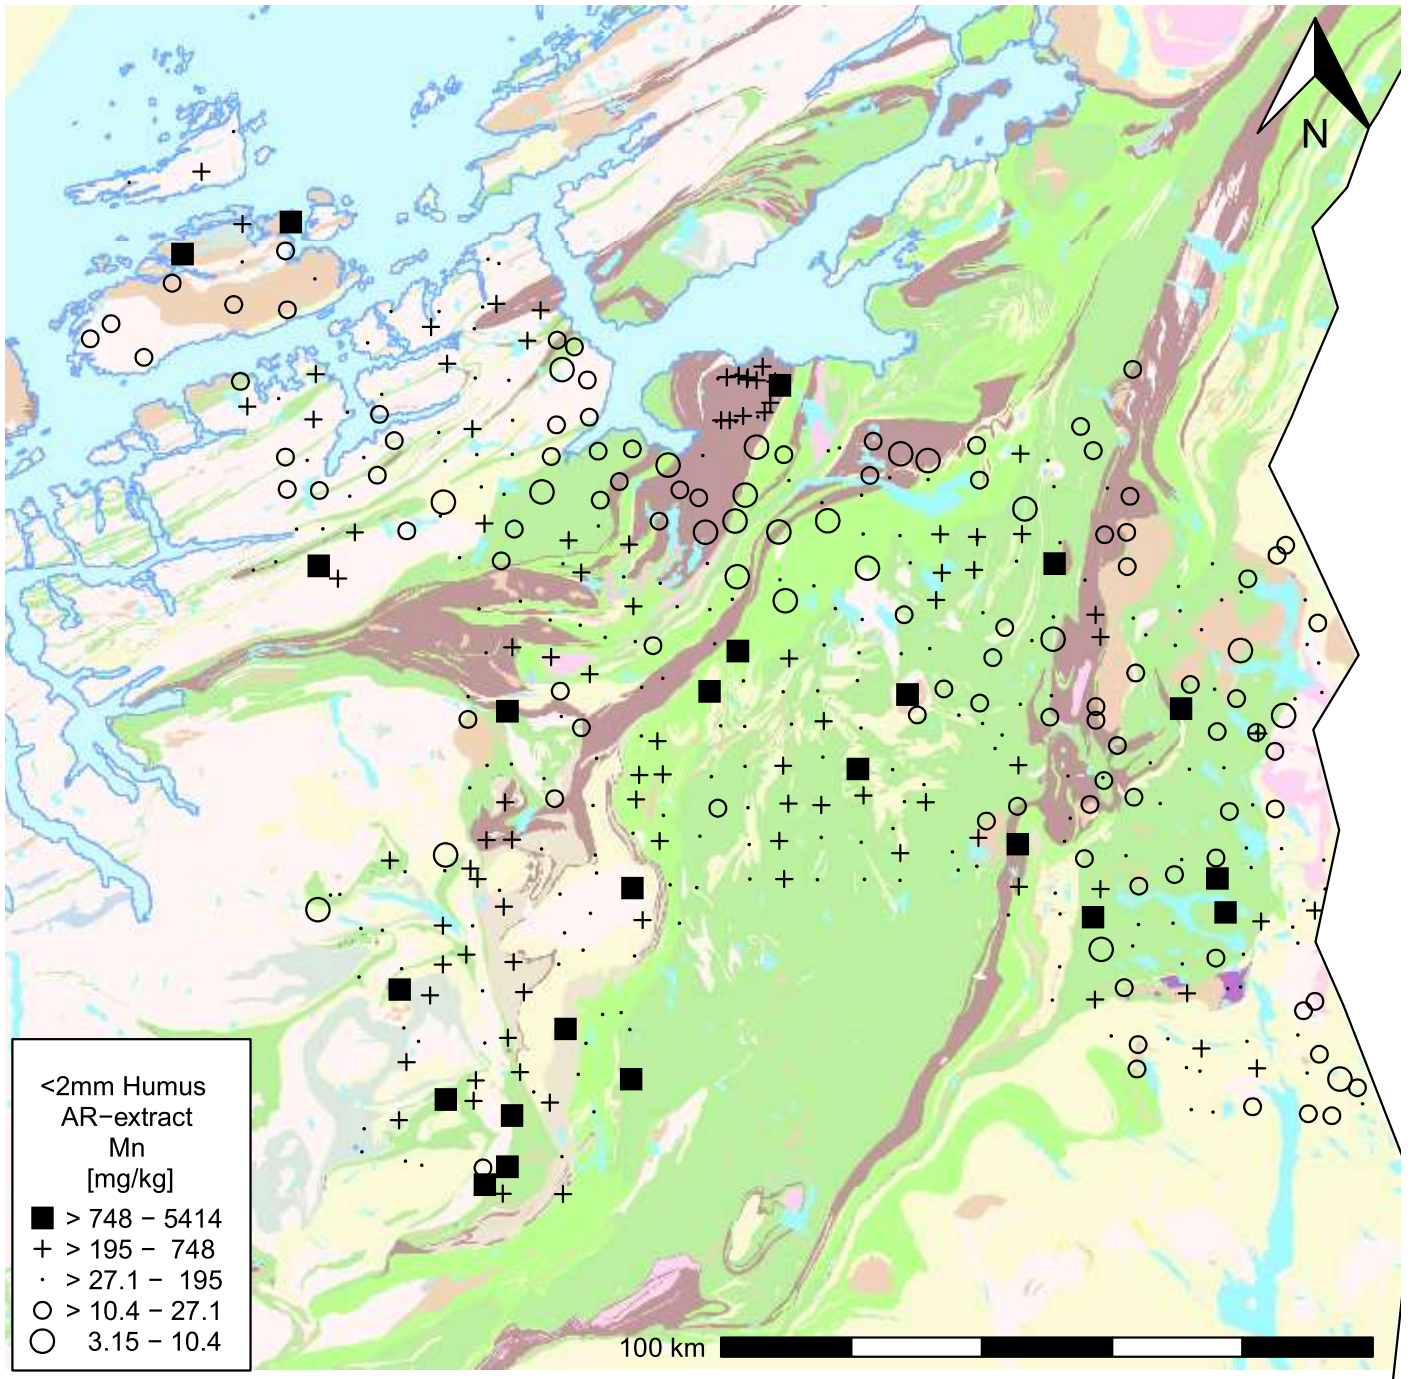 N
<2mm Humus
AR−extract
Mn
[mg/kg]
> 748 − 5414
> 195 − 748
> 27.1 − 195
> 10.4 − 27.1
3.15 − 10.4
100 km